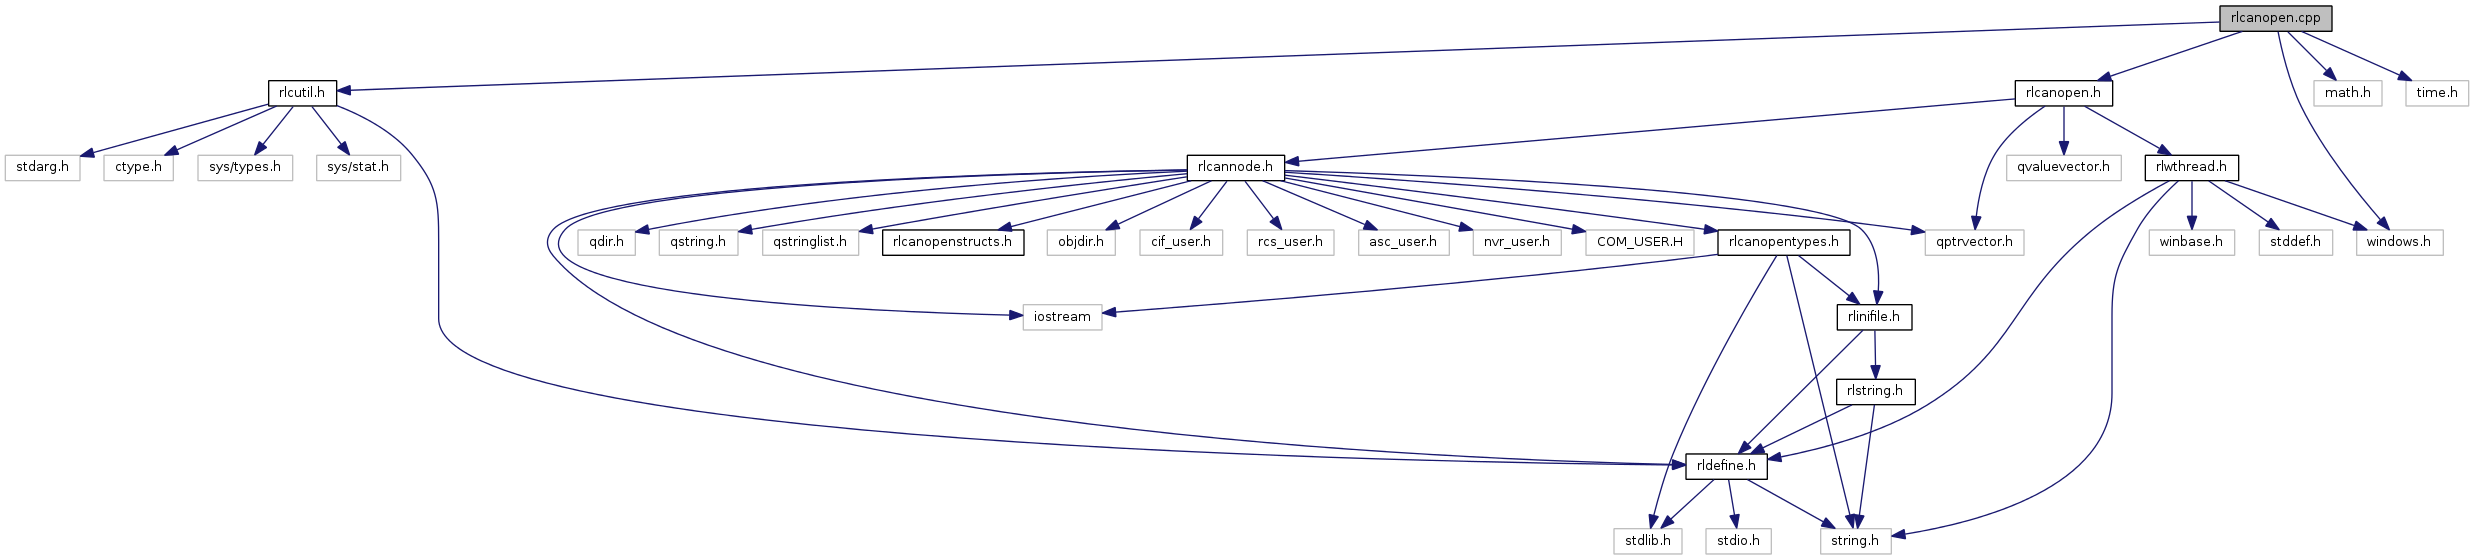 rlcanopen.cpp
rlcutil.h
rlcanopen.h
math.h
time.h
stdarg.h
ctype.h
sys/types.h
sys/stat.h
rlcannode.h
qvaluevector.h
rlwthread.h
qdir.h
qstring.h
qstringlist.h
rlcanopenstructs.h
objdir.h
cif_user.h
rcs_user.h
asc_user.h
nvr_user.h
COM_USER.H
rlcanopentypes.h
qptrvector.h
winbase.h
stddef.h
windows.h
iostream
rlinifile.h
rlstring.h
rldefine.h
stdlib.h
stdio.h
string.h